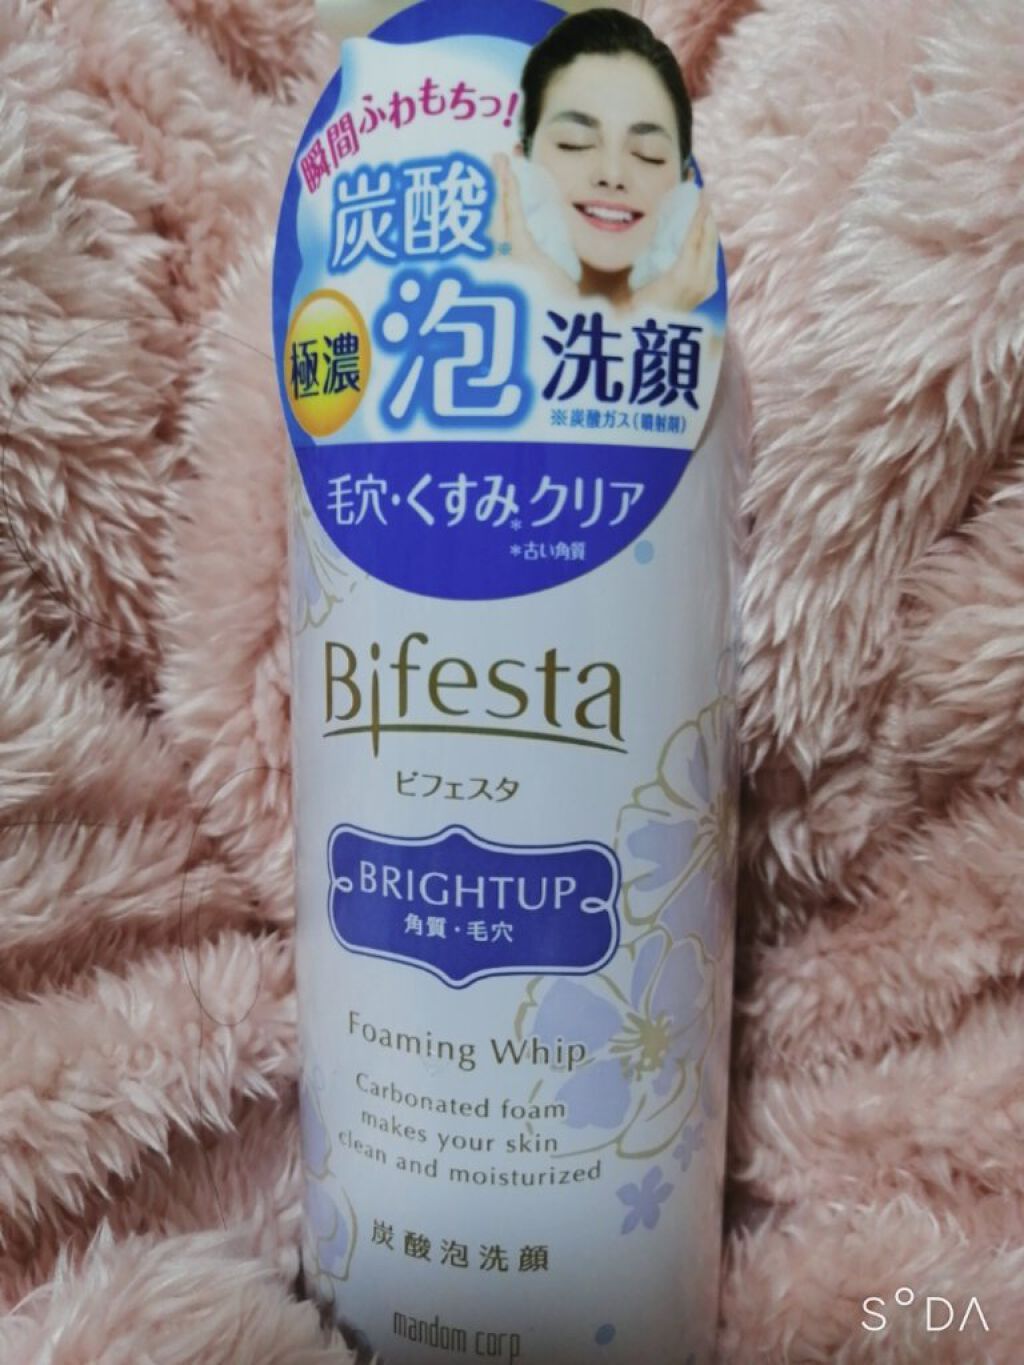 瞬間ふわもちっ!
炭酸※
極濃
泡洗顔
※炭酸ガス(噴射剤)
毛穴・くすみ*クリア
*古い角質
Bifesta
ビフェスタ
BRIGHTUP
角質・毛穴
Foaming Whip
Carbonated foam
makes your skin
clean and moisturized
炭酸泡洗顔
mandom corp
S°DA